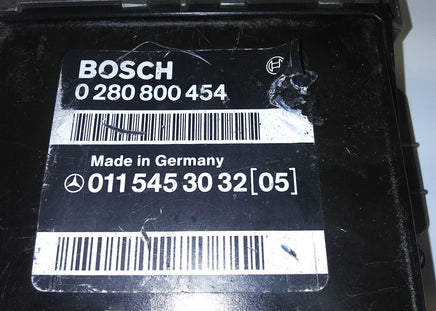 BOSCH
0 280 800 454
Made in Germany
011 545 30 32 [05]